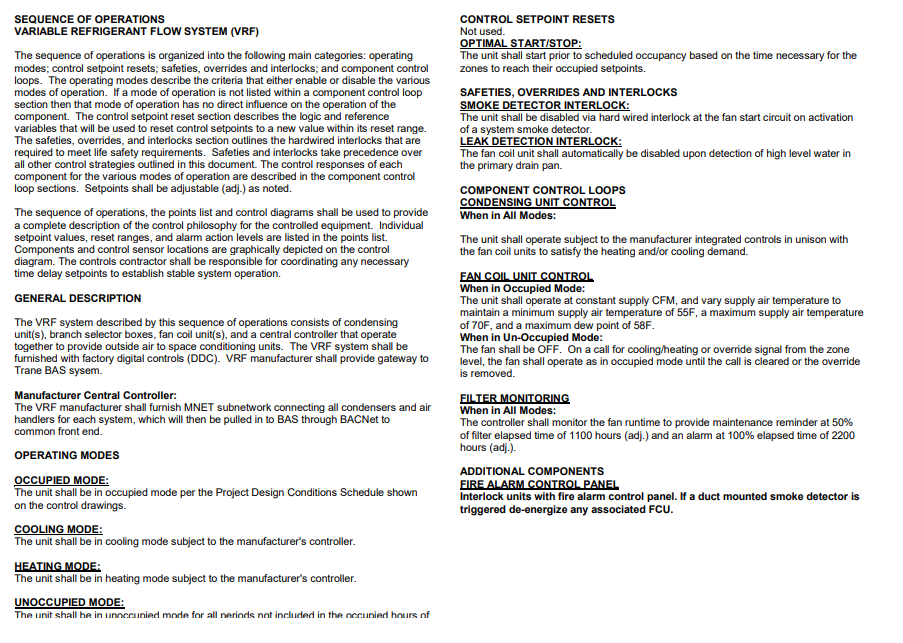 SEQUENCE OF OPERATIONS
VARIABLE REFRIGERANT FLOW SYSTEM (VRF)
The sequence of operations is organized into the following main categories: operating
modes; control setpoint resets; safeties, overrides and interlocks; and component control
loops. The operating modes describe the criteria that either enable or disable the various
modes of operation. If a mode of operation is not listed within a component control loop
section then that mode of operation has no direct influence on the operation of the
component. The control setpoint reset section describes the logic and reference
variables that will be used to reset control setpoints to a new value within its reset range.
The safeties, overrides, and interlocks section outlines the hardwired interlocks that are
required to meet life safety requirements. Safeties and interlocks take precedence over
all other control strategies outlined in this document. The control responses of each
component for the various modes of operation are described in the component control
loop sections. Setpoints shall be adjustable (adj.) as noted.
The sequence of operations, the points list and control diagrams shall be used to provide
a complete description of the control philosophy for the controlled equipment. Individual
setpoint values, reset ranges, and alarm action levels are listed in the points list.
Components and control sensor locations are graphically depicted on the control
diagram. The controls contractor shall be responsible for coordinating any necessary
time delay setpoints to establish stable system operation.
GENERAL DESCRIPTION
The VRF system described by this sequence of operations consists of condensing
unit(s), branch selector boxes, fan coil unit(s), and a central controller that operate
together to provide outside air to space conditioning units. The VRF system shall be
furnished with factory digital controls (DDC). VRF manufacturer shall provide gateway to
Trane BAS sysem.
Manufacturer Central Controller:
The VRF manufacturer shall furnish MNET subnetwork connecting all condensers and air
handlers for each system, which will then be pulled in to BAS through BACNet to
common front end.
OPERATING MODES
OCCUPIED MODE:
The unit shall be in occupied mode per the Project Design Conditions Schedule shown
on the control drawings.
COOLING MODE:
The unit shall be in cooling mode subject to the manufacturer's controller.
HEATING MODE:
The unit shall be in heating mode subject to the manufacturer's controller.
UNOCCUPIED MODE:
The unit shall be in unoccupied mode for all periods not included in the occupied hours of
CONTROL SETPOINT RESETS
Not used.
OPTIMAL START/STOP:
The unit shall start prior to scheduled occupancy based on the time necessary for the
zones to reach their occupied setpoints.
SAFETIES, OVERRIDES AND INTERLOCKS
SMOKE DETECTOR INTERLOCK:
The unit shall be disabled via hard wired interlock at the fan start circuit on activation
of a system smoke detector.
LEAK DETECTION INTERLOCK:
The fan coil unit shall automatically be disabled upon detection of high level water in
the primary drain pan.
COMPONENT CONTROL LOOPS
CONDENSING UNIT CONTROL
When in All Modes:
The unit shall operate subject to the manufacturer integrated controls in unison with
the fan coil units to satisfy the heating and/or cooling demand.
FAN COIL UNIT CONTROL
When in Occupied Mode:
The unit shall operate at constant supply CFM, and vary supply air temperature to
maintain a minimum supply air temperature of 55F, a maximum supply air temperature
of 70F, and a maximum dew point of 58F.
When in Un-Occupied Mode:
The fan shall be OFF. On a call for cooling/heating or override signal from the zone
level, the fan shall operate as in occupied mode until the call is cleared or the override
is removed.
FILTER MONITORING
When in All Modes:
The controller shall monitor the fan runtime to provide maintenance reminder at 50%
of filter elapsed time of 1100 hours (adj.) and an alarm at 100% elapsed time of 2200
hours (adj.).
ADDITIONAL COMPONENTS
FIRE ALARM CONTROL PANEL
Interlock units with fire alarm control panel. If a duct mounted smoke detector is
triggered de-energize any associated FCU.